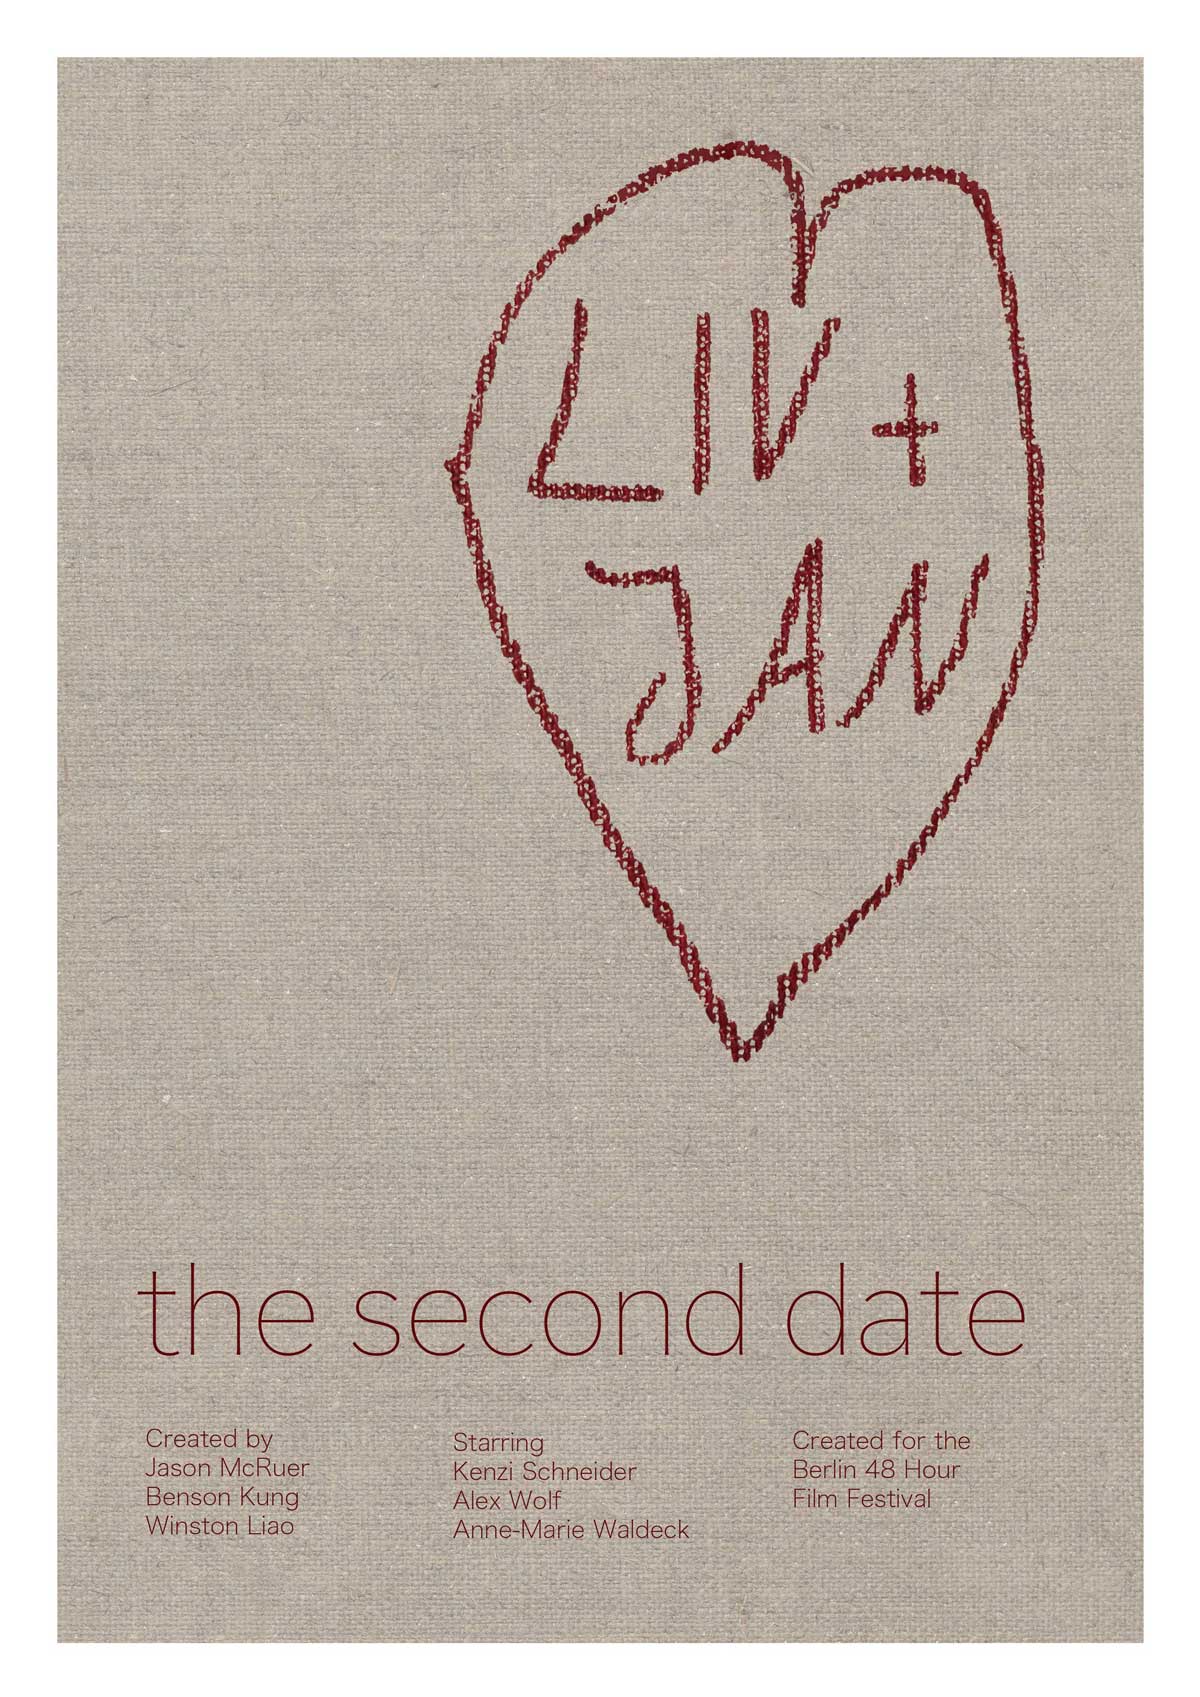 LIV +
JAN
the second date
Created by
Jason McRuer
Benson Kung
Winston Liao
Starring
Kenzi Schneider
Alex Wolf
Anne-Marie Waldeck
Created for the
Berlin 48 Hour
Film Festival